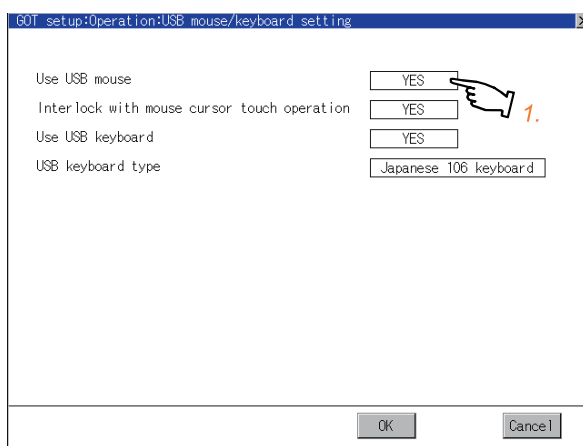 GOT setup:Operation:USB mouse/keyboard setting
Use USB mouse YES
Interlock with mouse cursor touch operation YES
1.
Use USB keyboard YES
USB keyboard type Japanese 106 keyboard
OK Cancel